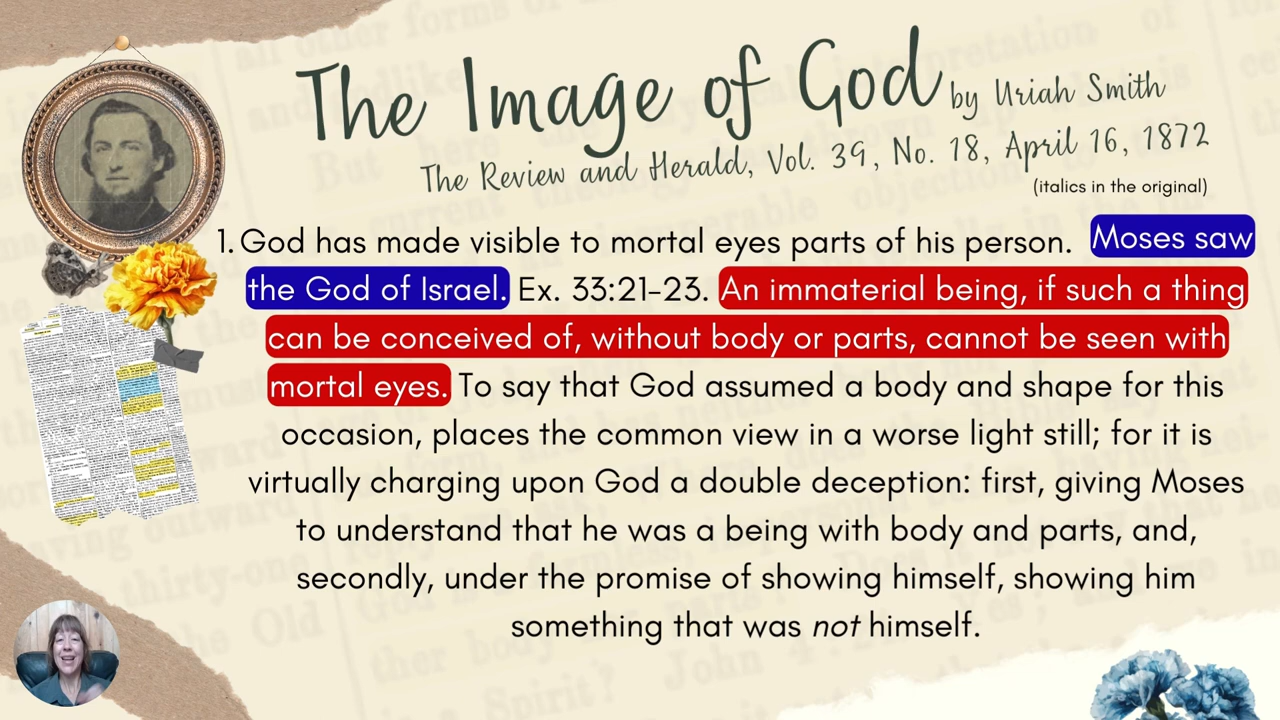 The Image of God by Uriah Smith
The Review and Herald, Vol. 39, No. 18, April 16, 1872
(italics in the original)
1. God has made visible to mortal eyes parts of his person. Moses saw
the God of Israel. Ex. 33:21-23. An immaterial being, if such a thing
can be conceived of, without body or parts, cannot be seen with
mortal eyes. To say that God assumed a body and shape for this
occasion, places the common view in a worse light still; for it is
virtually charging upon God a double deception: first, giving Moses
to understand that he was a being with body and parts, and,
secondly, under the promise of showing himself, showing him
something that was not himself.